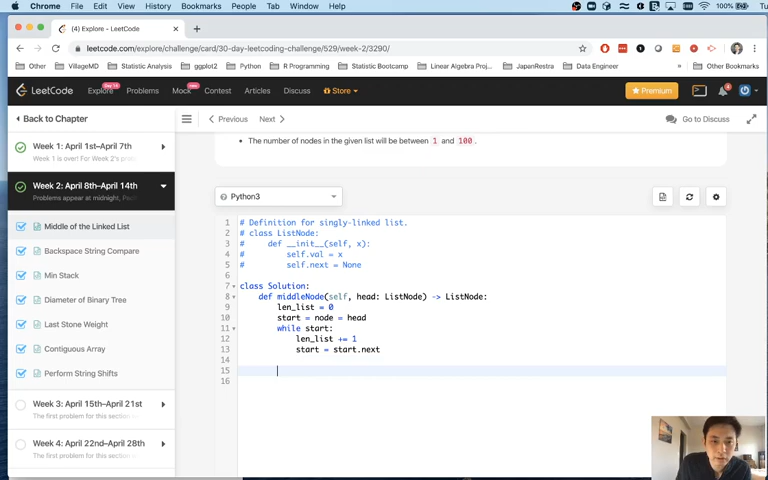 Chrome File Edit View History Bookmarks People Tab Window Help 100%
(4) Explore - LeetCode
leetcode.com/explore/challenge/card/30-day-leetcoding-challenge/529/week-2/3290/
Other VillageMD Statistic Analysis ggplot2 Python R Programming Statistic Bootcamp Linear Algebra Proj... JapanRestra Data Engineer » Other Bookmarks
LeetCode Explore Problems Mock Contest Articles Discuss Store Premium
Back to Chapter Previous Next Go to Discuss
Week 1: April 1st–April 7th
Week 1 is over! For Week 2's prob
Week 2: April 8th–April 14th
Problems appear at midnight, Pac
Middle of the Linked List
Backspace String Compare
Min Stack
Diameter of Binary Tree
Last Stone Weight
Contiguous Array
Perform String Shifts
Week 3: April 15th–April 21st
The first problem for this section
Week 4: April 22nd–April 28th
The first problem for this section
• The number of nodes in the given list will be between 1 and 100.
Python3
1 # Definition for singly-linked list.
2 # class ListNode:
3 #     def __init__(self, x):
4 #         self.val = x
5 #         self.next = None
6
7 class Solution:
8     def middleNode(self, head: ListNode) -> ListNode:
9         len_list = 0
10         start = node = head
11         while start:
12             len_list += 1
13             start = start.next
14
15
16